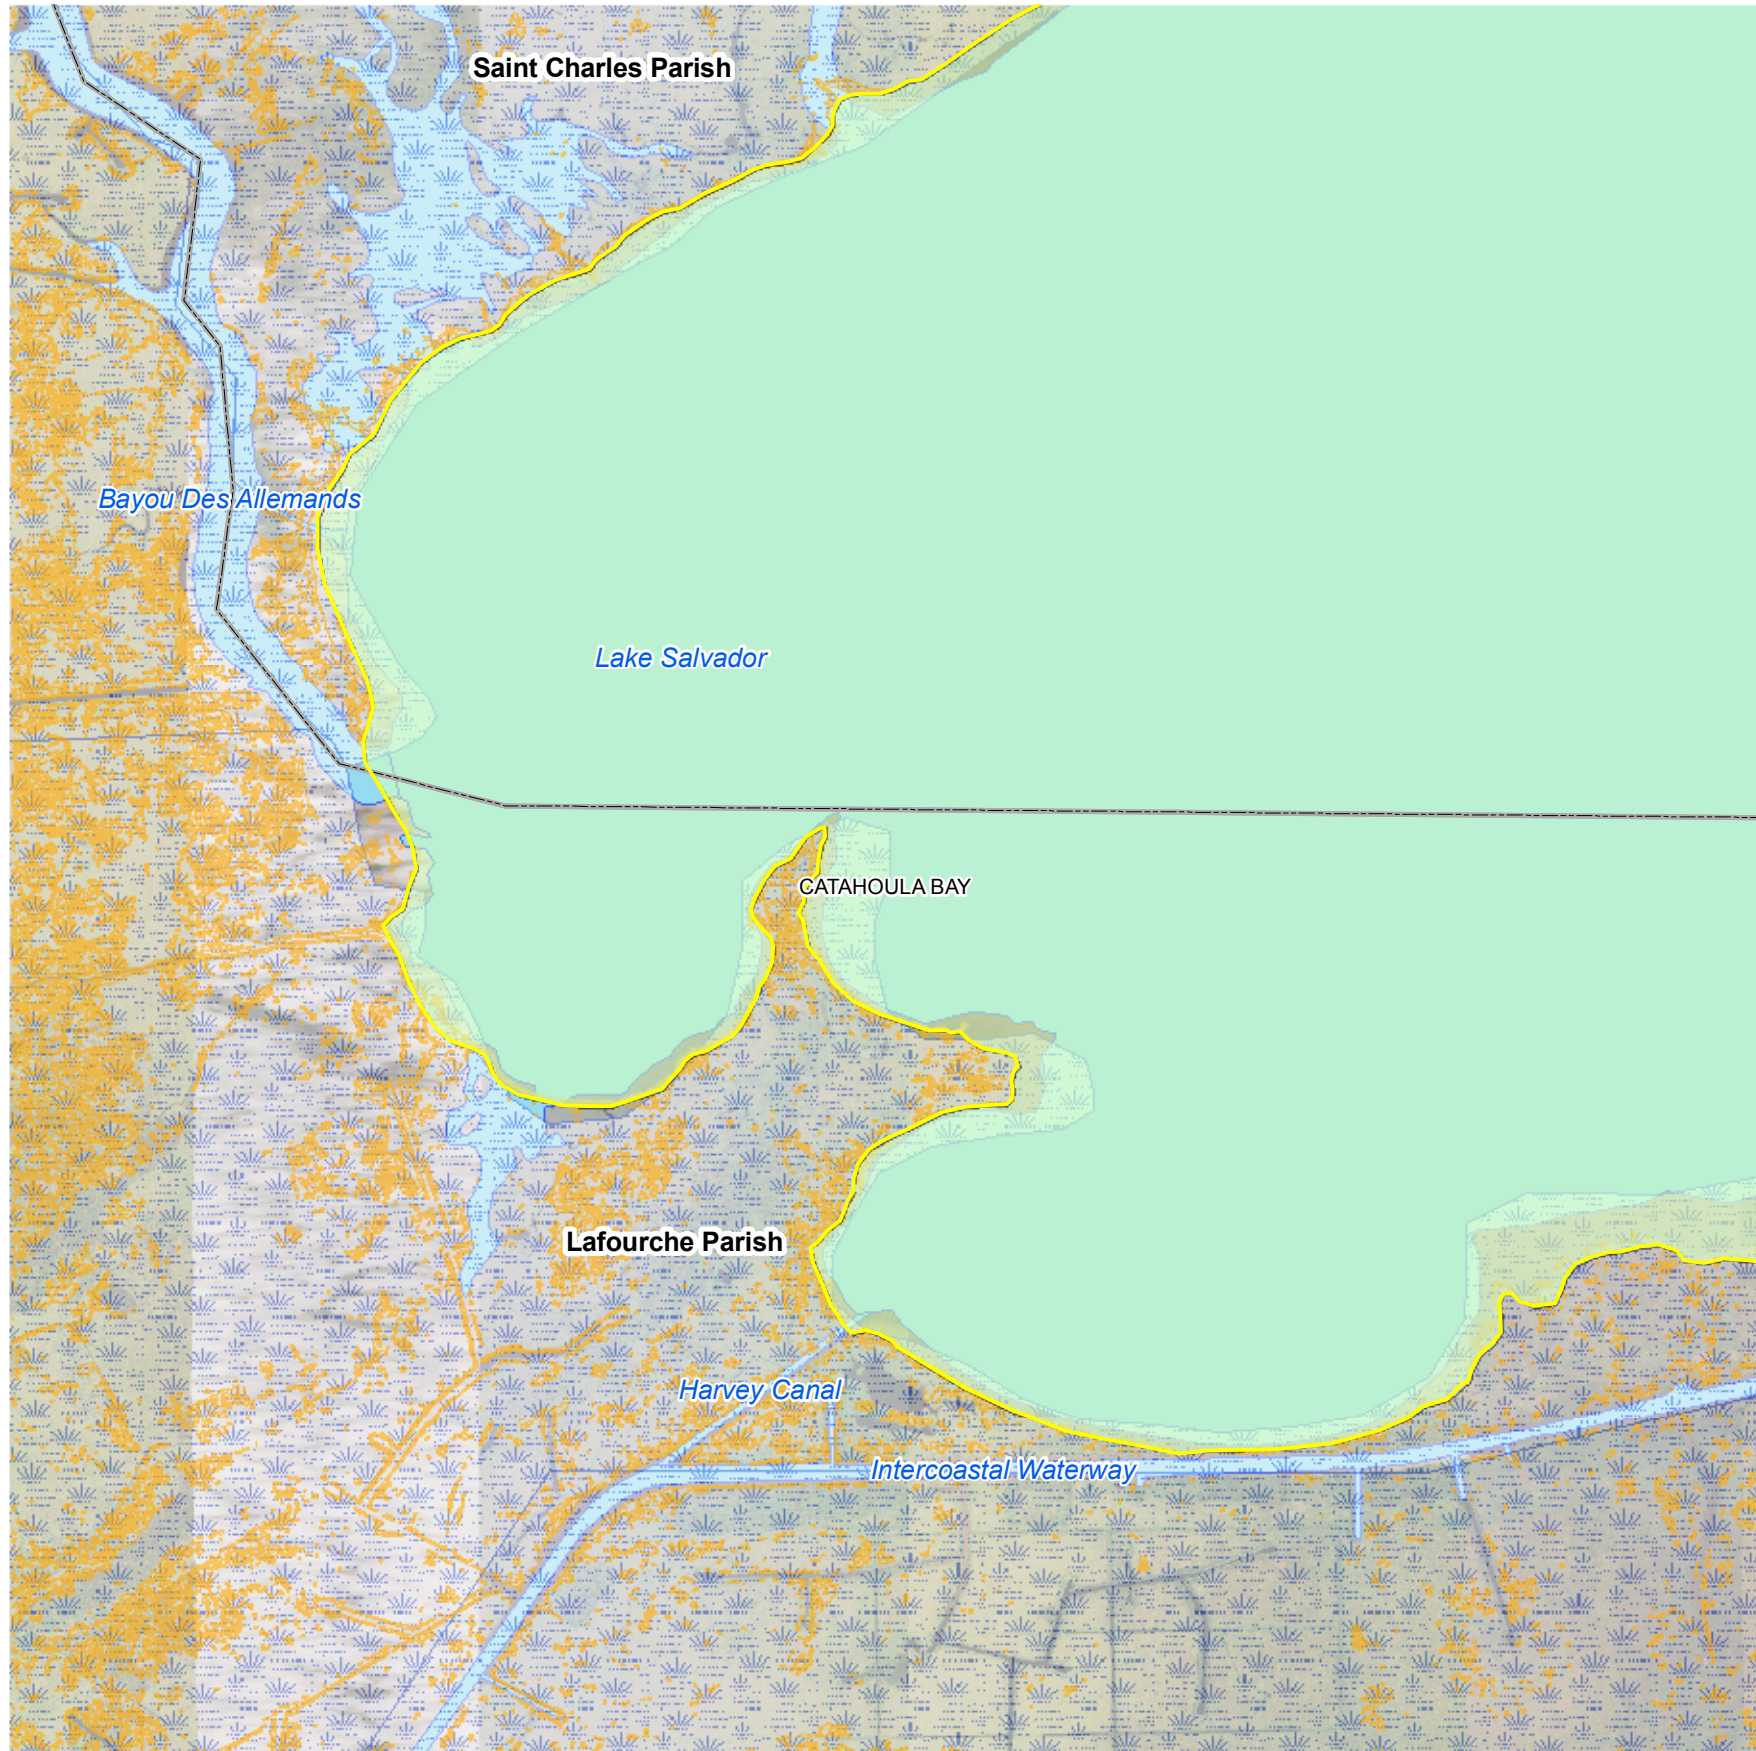 Saint Charles Parish
Bayou Des Allemands
Lake Salvador
CATAHOULA BAY
Lafourche Parish
Harvey Canal
Intercoastal Waterway